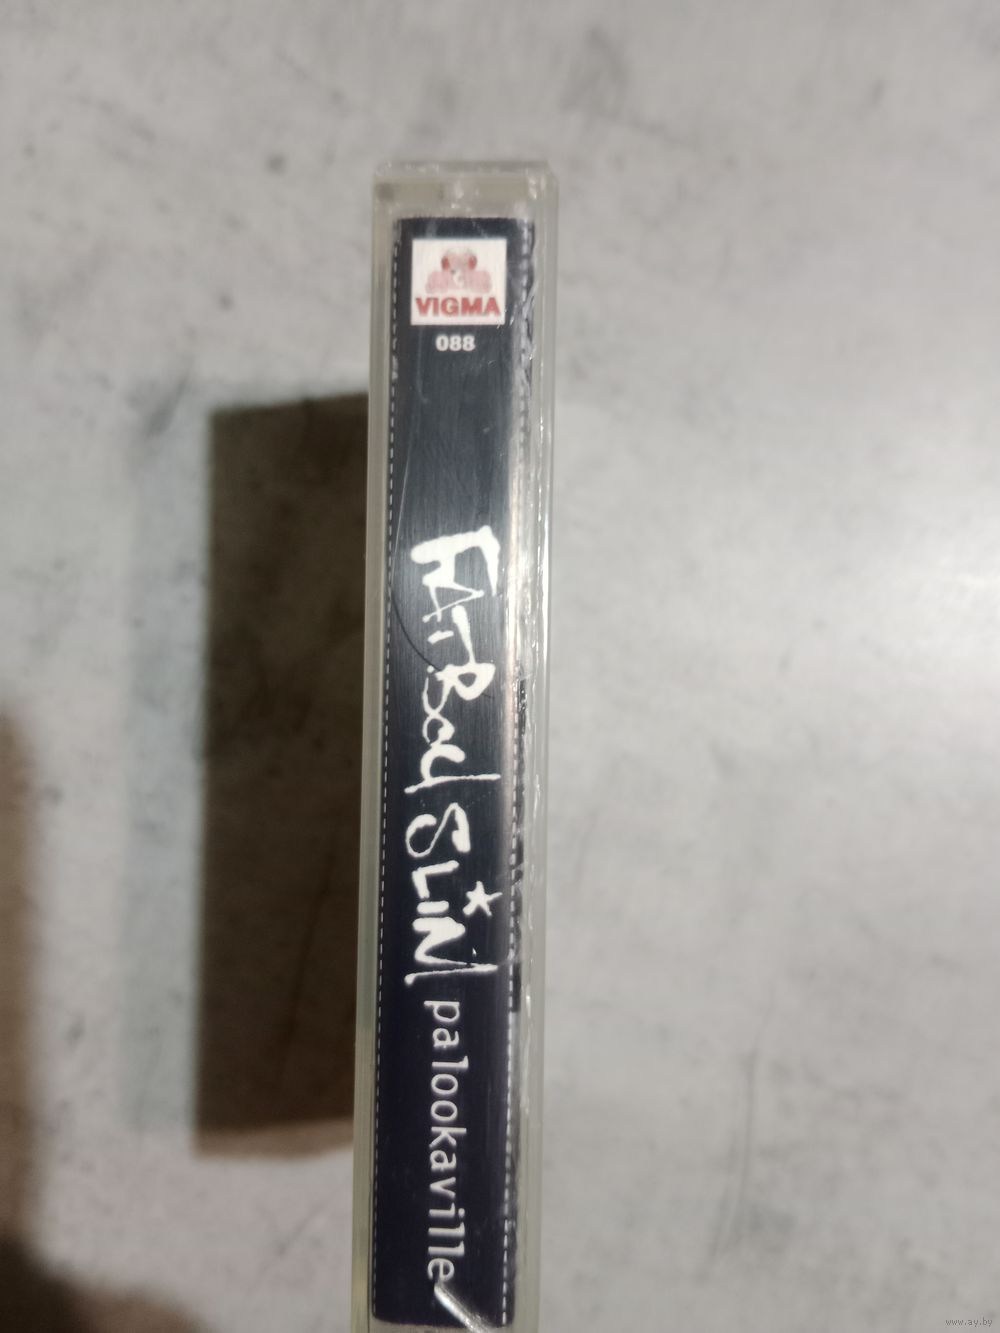 VIGMA
088
FATBOY SLIM
palookaville
www.ay.by